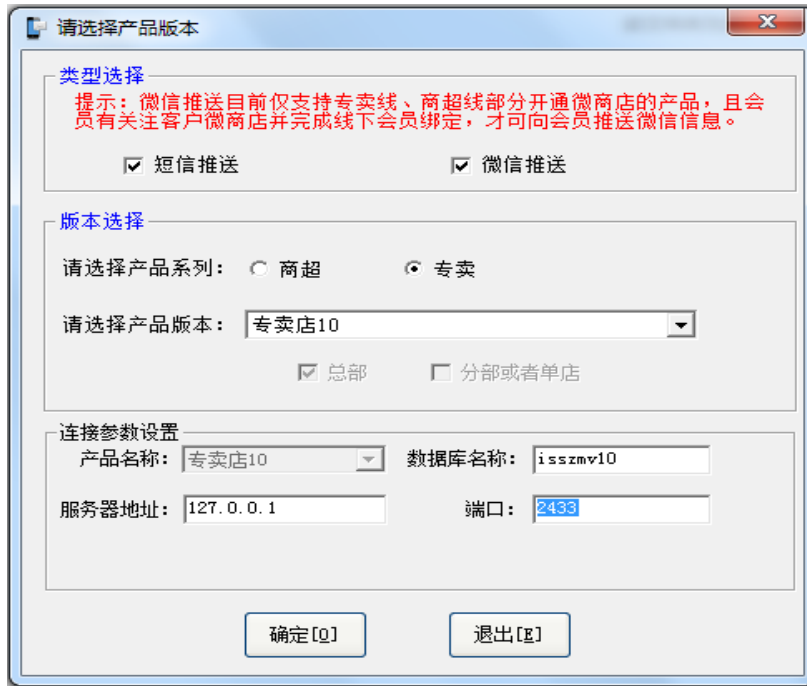 请选择产品版本
类型选择
提示：微信推送目前仅支持专卖线、商超线部分开通微商店的产品，且会
员有关注客户微商店并完成线下会员绑定，才可向会员推送微信信息。
短信推送 微信推送
版本选择
请选择产品系列： 商超 专卖
请选择产品版本： 专卖店10
总部 分部或者单店
连接参数设置
产品名称： 专卖店10 数据库名称： isszmv10
服务器地址： 127.0.0.1 端口： 2433
确定[O] 退出[E]